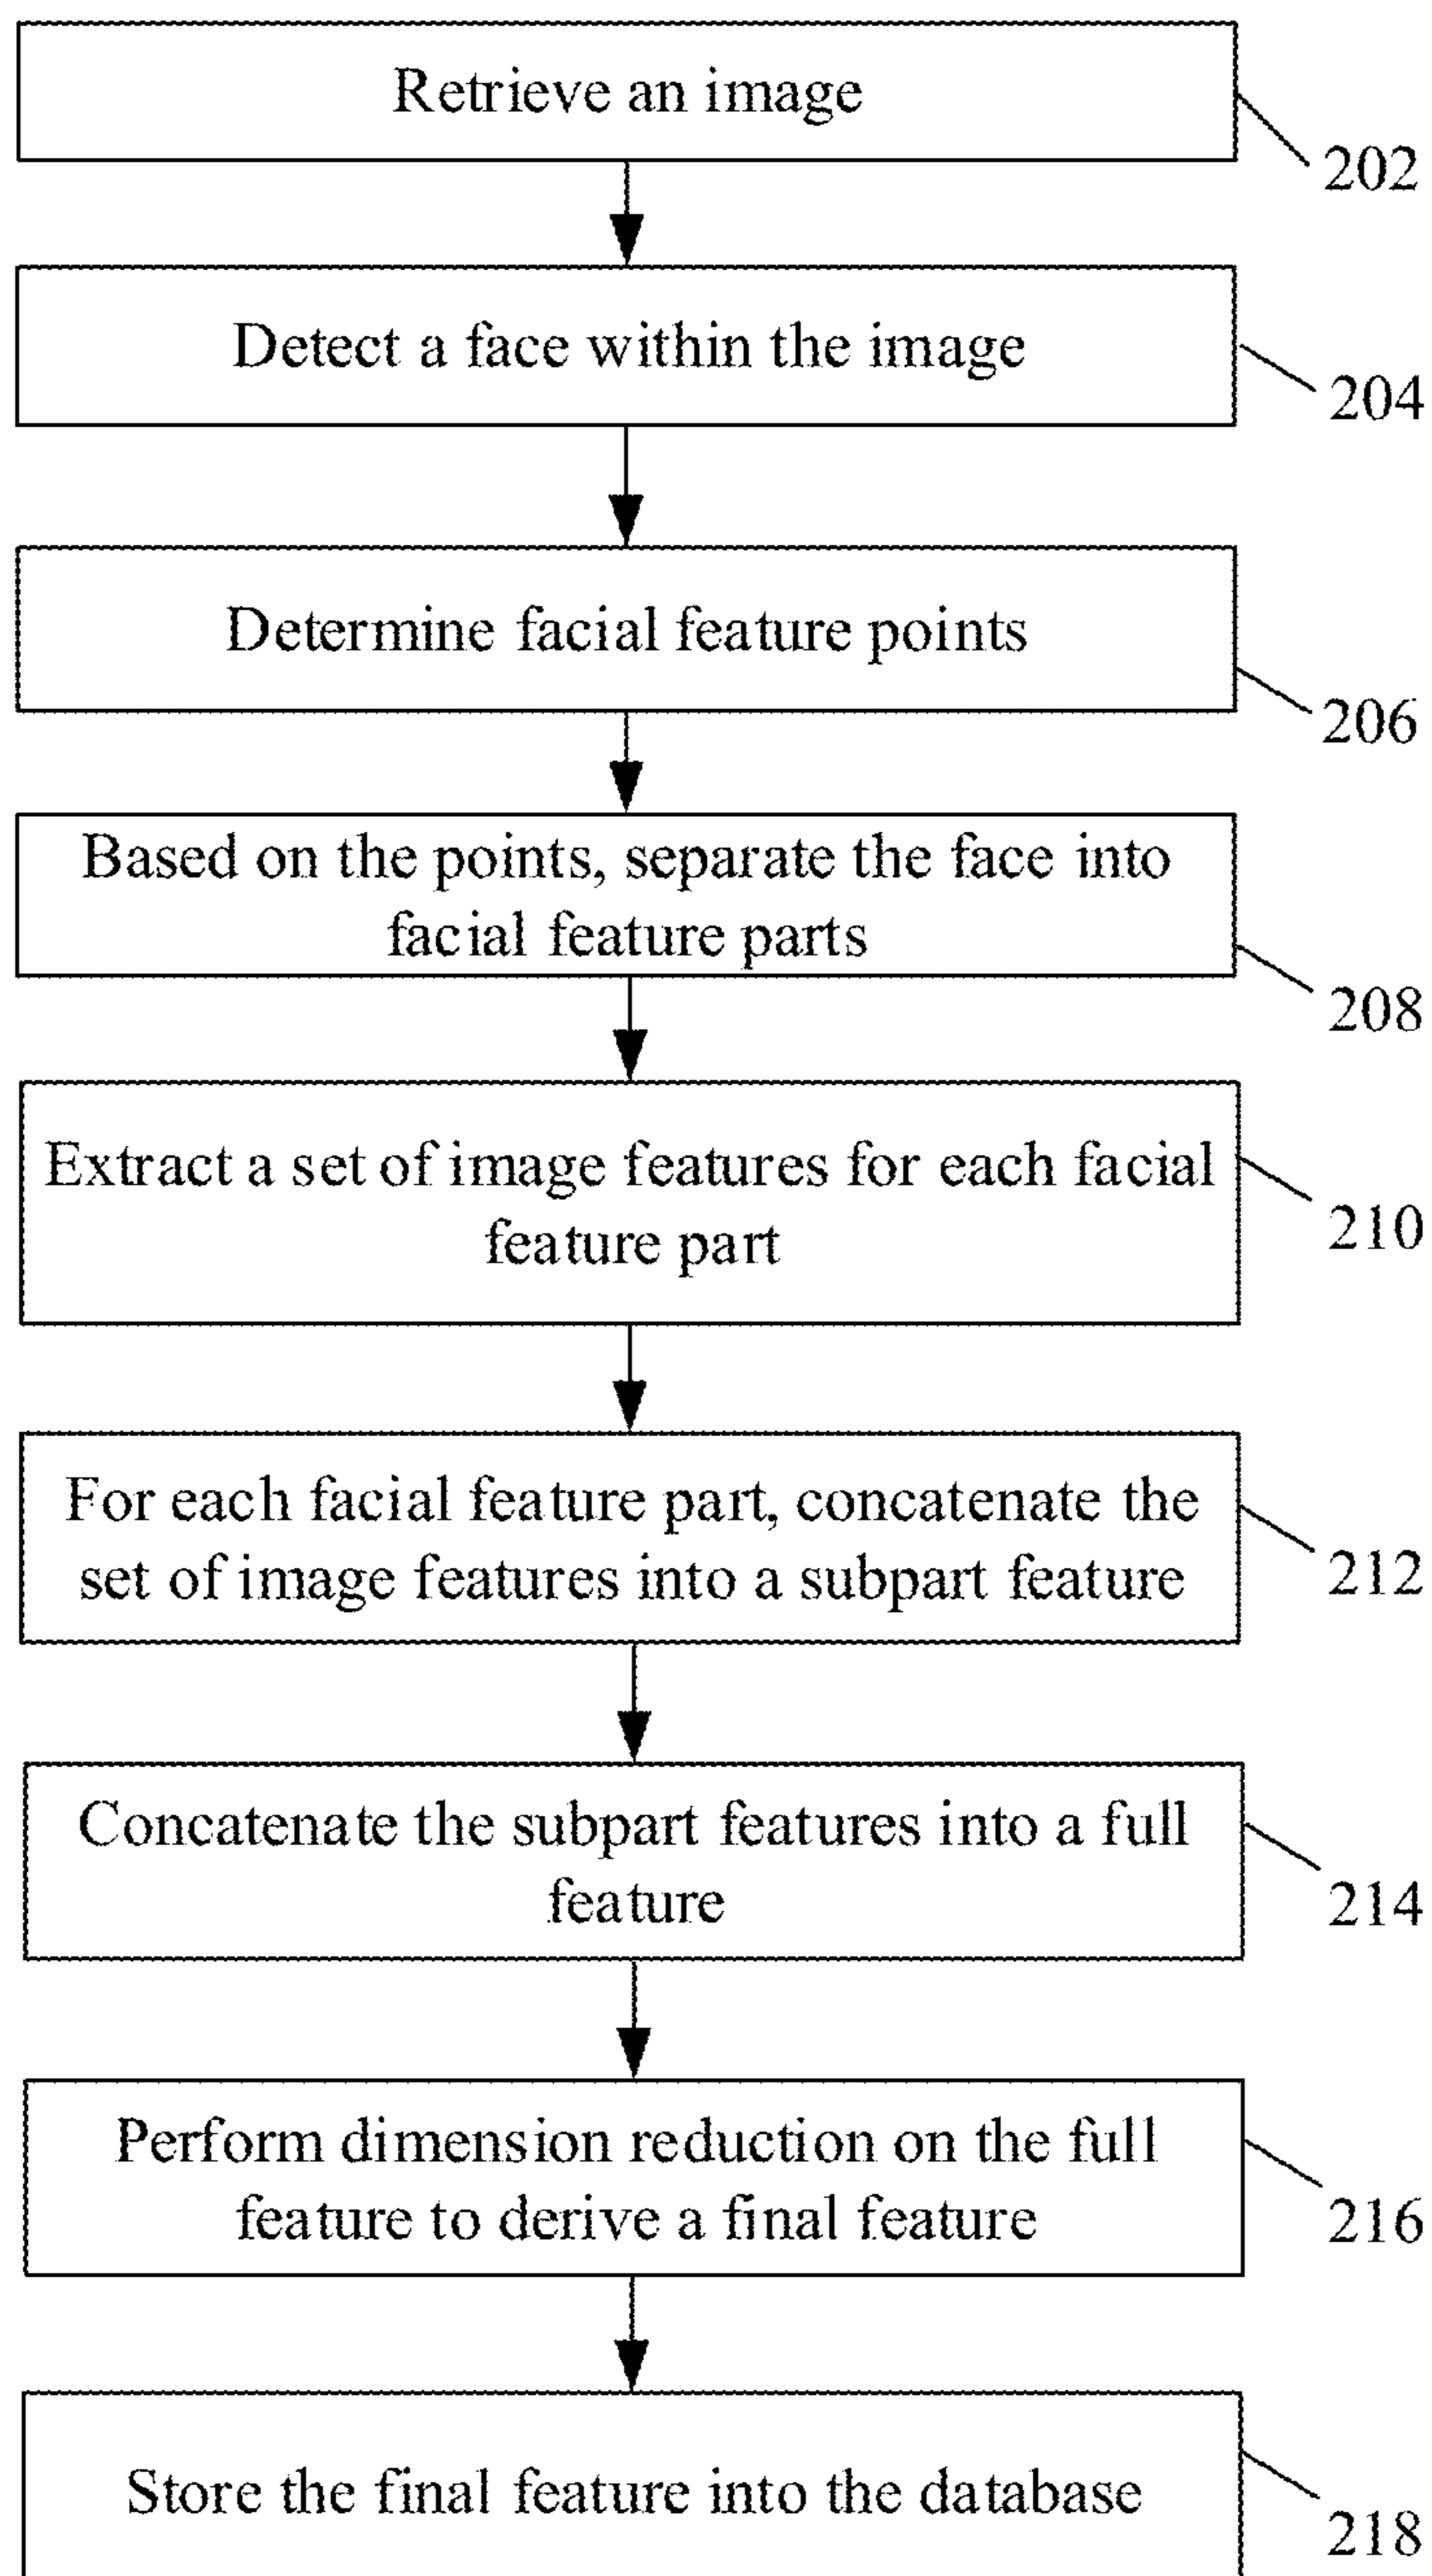 Retrieve an image
202
Detect a face within the image
204
Determine facial feature points
206
Based on the points, separate the face into
facial feature parts
208
Extract a set of image features for each facial
feature part
210
For each facial feature part, concatenate the
set of image features into a subpart feature
212
Concatenate the subpart features into a full
feature
214
Perform dimension reduction on the full
feature to derive a final feature
216
Store the final feature into the database
218